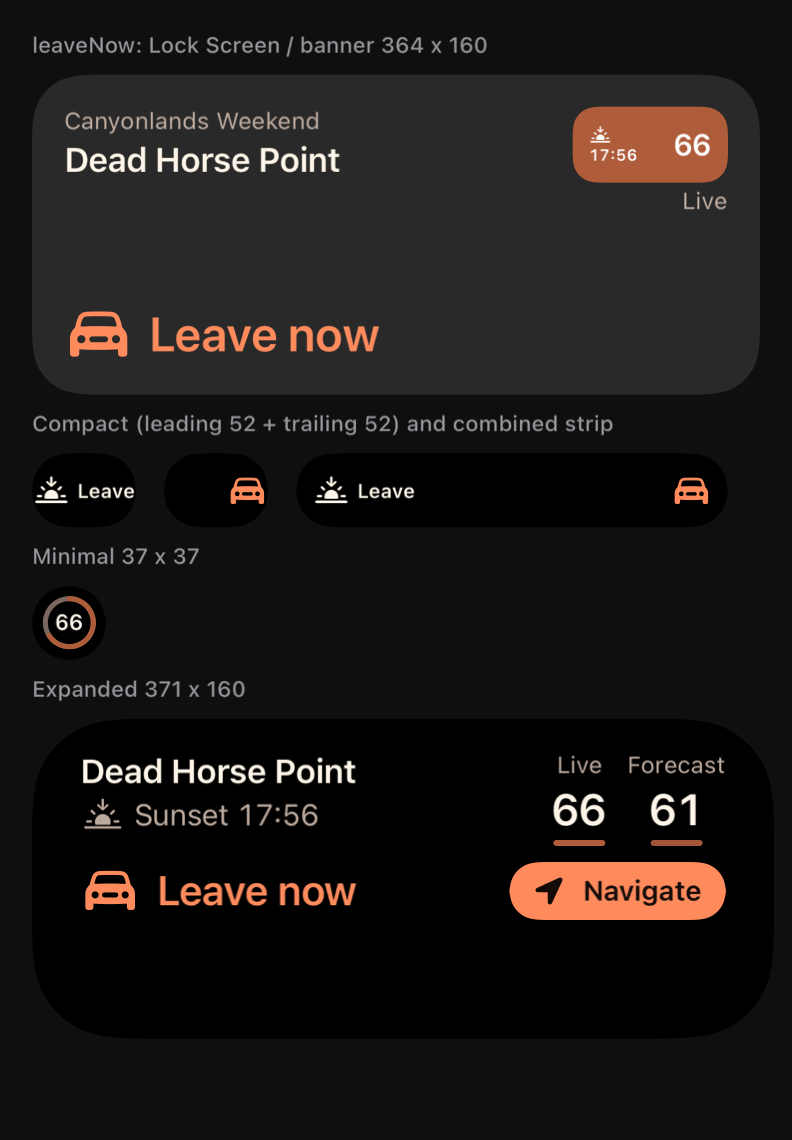 leaveNow: Lock Screen / banner 364 x 160
Canyonlands Weekend
Dead Horse Point
17:56
66
Live
Leave now
Compact (leading 52 + trailing 52) and combined strip
Leave
Leave
Minimal 37 x 37
66
Expanded 371 x 160
Dead Horse Point
Sunset 17:56
Live Forecast
66 61
Leave now
Navigate